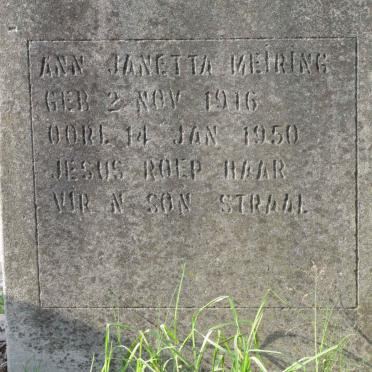 ANN JANETTA MEIRING
GEB 2 NOV 1916
OORL 14 JAN 1950
JESUS ROEP HAAR
VIR N SON STRAAL